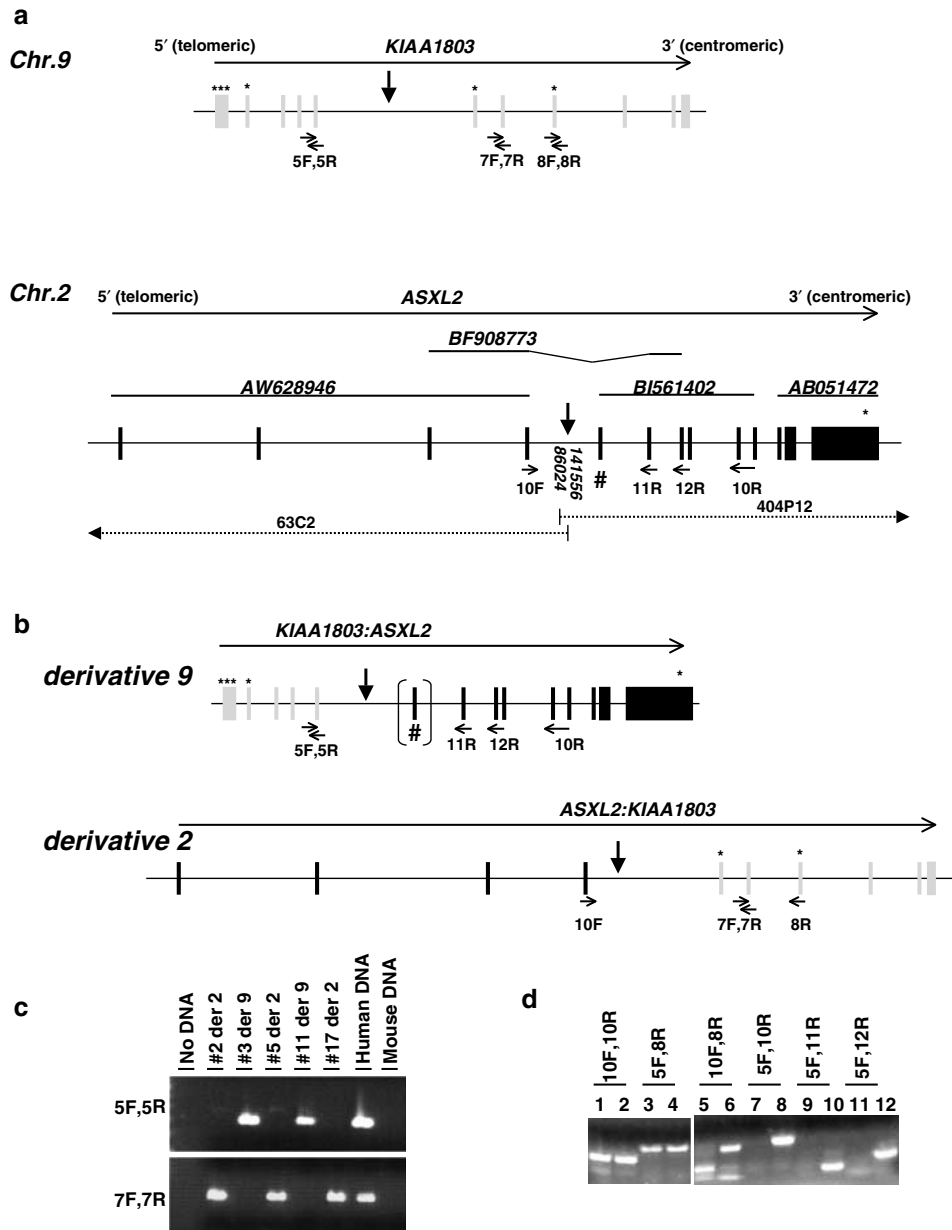 a
5′ (telomeric) KIAA1803 3′ (centromeric)
Chr.9
*** * * *
5F,5R 7F,7R 8F,8R
Chr.2 5′ (telomeric) ASXL2 3′ (centromeric)
BF908773
AW628946 BI561402 AB051472
*
141556
86024
10F # 11R 12R 10R
404P12
63C2
b
KIAA1803:ASXL2
derivative 9
*** * *
5F,5R # 11R 12R 10R
ASXL2:KIAA1803
derivative 2
* *
10F 7F,7R 8R
c
No DNA
#2 der 2
#3 der 9
#5 der 2
#11 der 9
#17 der 2
Human DNA
Mouse DNA
5F,5R
7F,7R
d
10F,10R
5F,8R
10F,8R
5F,10R
5F,11R
5F,12R
1 2 3 4 5 6 7 8 9 10 11 12